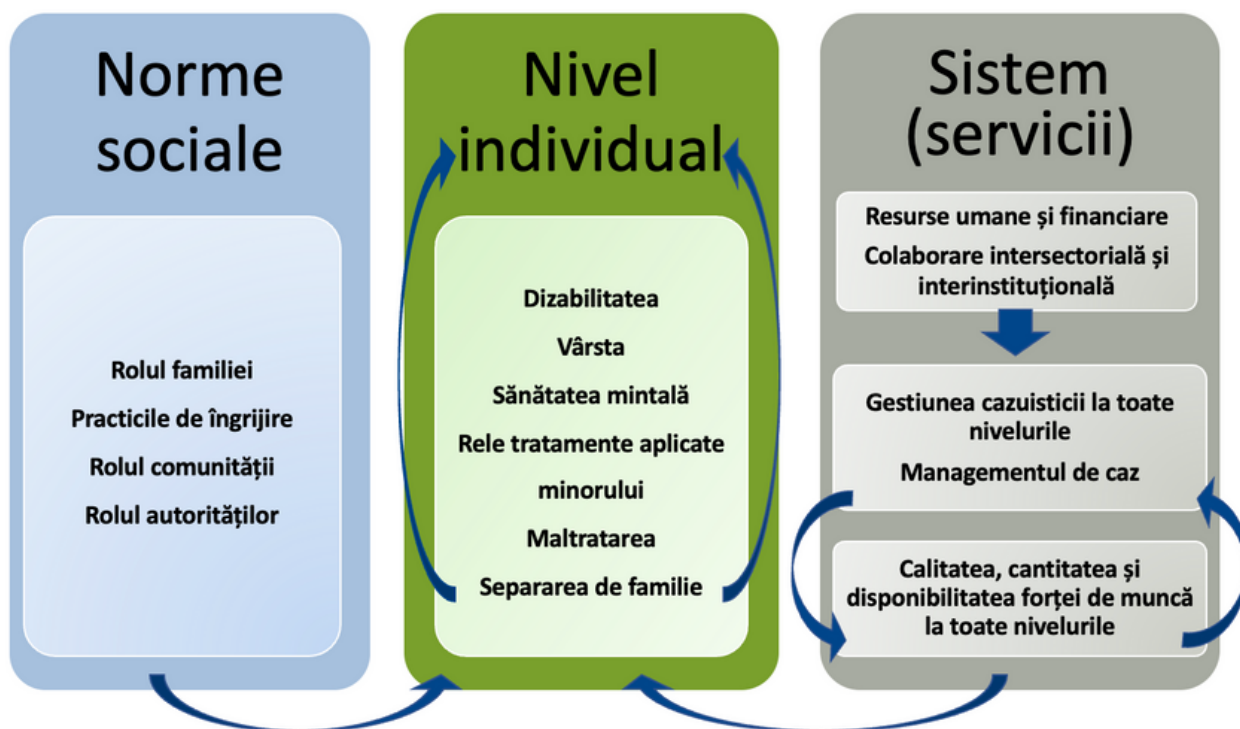 Norme
sociale
Rolul familiei
Practicile de îngrijire
Rolul comunității
Rolul autorităților
Nivel
individual
Dizabilitatea
Vârsta
Sănătatea mintală
Rele tratamente aplicate
minorului
Maltratarea
Separarea de familie
Sistem
(servicii)
Resurse umane și financiare
Colaborare intersectorială și
interinstituțională
Gestiunea cazuisticii la toate
nivelurile
Managementul de caz
Calitatea, cantitatea și
disponibilitatea forței de muncă
la toate nivelurile